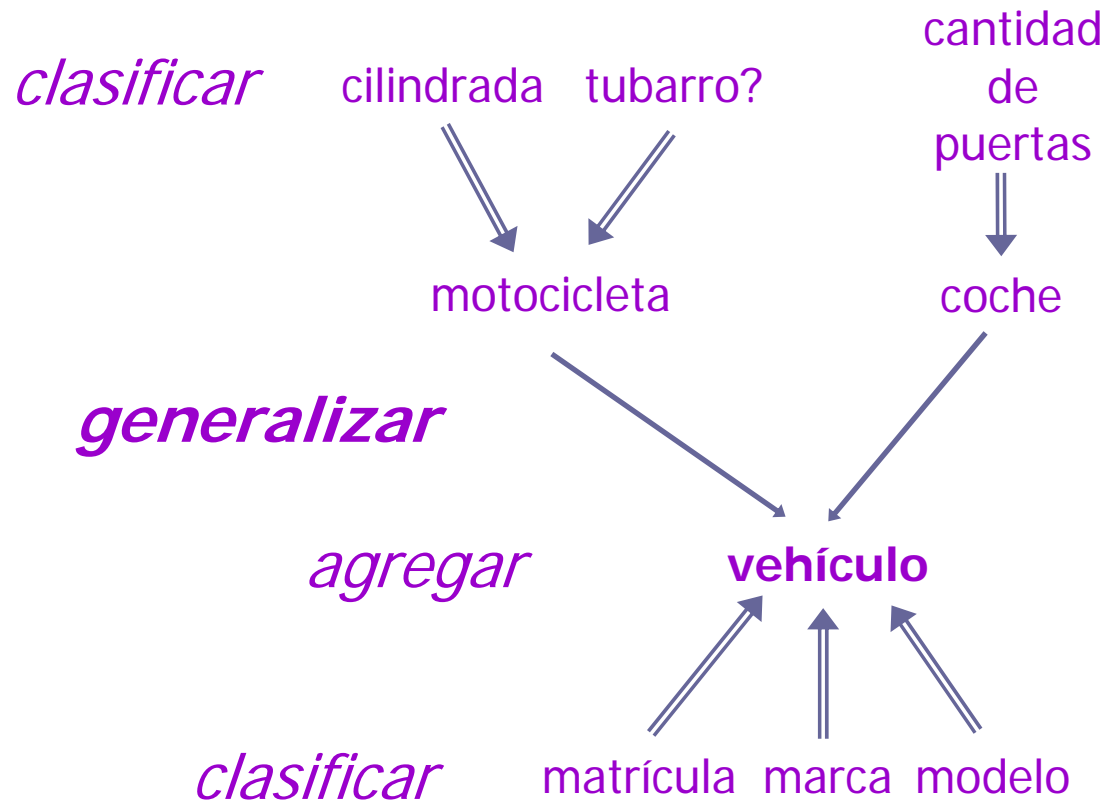 clasificar cilindrada tubarro? cantidad
de
puertas
motocicleta coche
generalizar
agregar vehículo
clasificar matrícula marca modelo